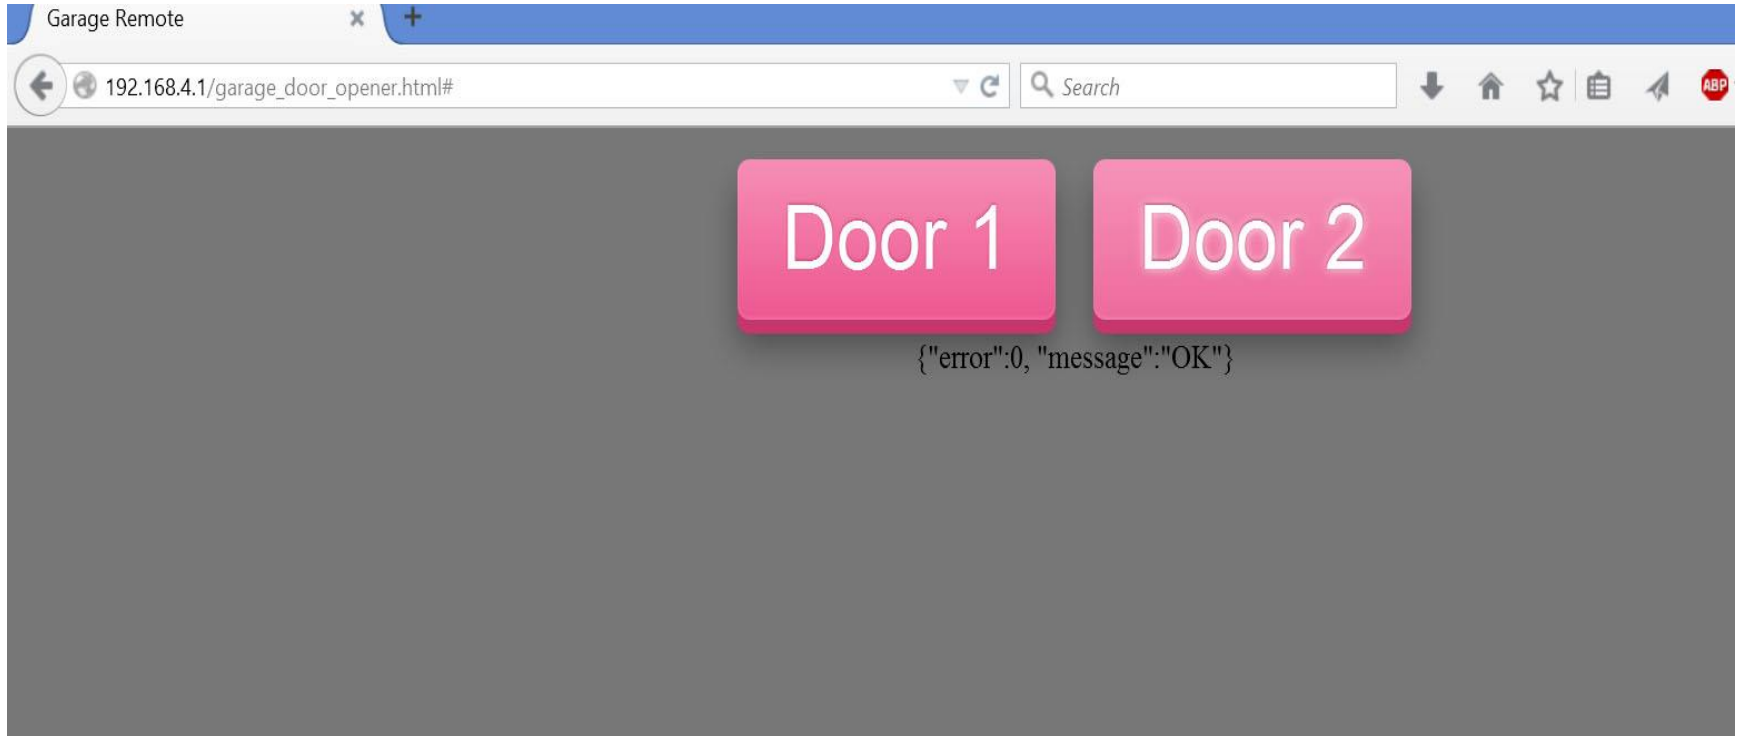 Garage Remote
192.168.4.1/garage_door_opener.html#
Search
ABP
Door 1
Door 2
{"error":0, "message":"OK"}